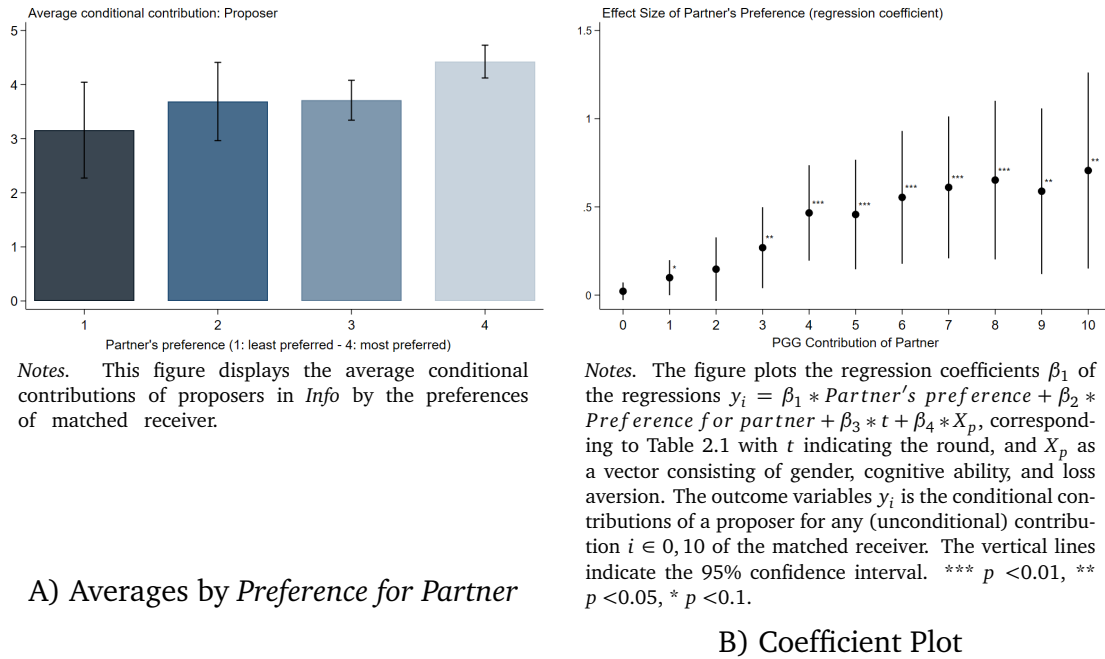 Average conditional contribution: Proposer
5
4
3
2
1
0
1 2 3 4
Partner's preference (1: least preferred - 4: most preferred)
Notes. This figure displays the average conditional
contributions of proposers in Info by the preferences
of matched receiver.
A) Averages by Preference for Partner
Effect Size of Partner's Preference (regression coefficient)
1.5
1
.5
0
*
**
***
***
***
***
***
**
**
0 1 2 3 4 5 6 7 8 9 10
PGG Contribution of Partner
Notes. The figure plots the regression coefficients β₁ of
the regressions yᵢ = β₁ ∗ Partner′s preference + β₂ ∗
Preference for partner + β₃ ∗ t + β₄ ∗ Xₚ, correspond-
ing to Table 2.1 with t indicating the round, and Xₚ as
a vector consisting of gender, cognitive ability, and loss
aversion. The outcome variables yᵢ is the conditional con-
tributions of a proposer for any (unconditional) contribu-
tion i ∈ 0, 10 of the matched receiver. The vertical lines
indicate the 95% confidence interval. *** p <0.01, **
p <0.05, * p <0.1.
B) Coefficient Plot